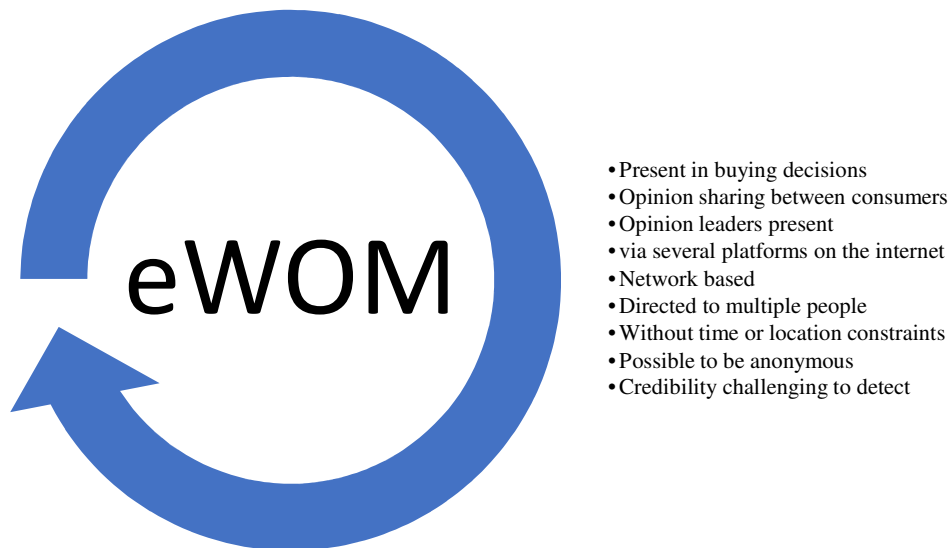 eWOM
•Present in buying decisions
•Opinion sharing between consumers
•Opinion leaders present
•via several platforms on the internet
•Network based
•Directed to multiple people
•Without time or location constraints
•Possible to be anonymous
•Credibility challenging to detect